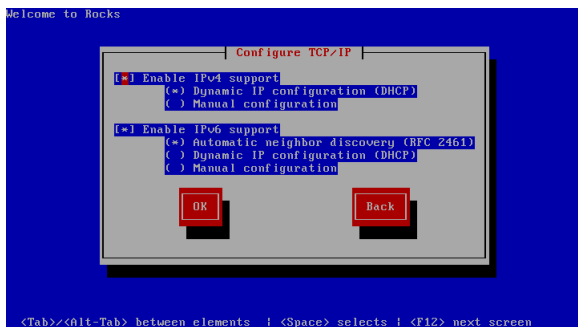 Welcome to Rocks
Configure TCP/IP
[*] Enable IPv4 support
(*) Dynamic IP configuration (DHCP)
( ) Manual configuration
[*] Enable IPv6 support
(*) Automatic neighbor discovery (RFC 2461)
( ) Dynamic IP configuration (DHCP)
( ) Manual configuration
OK Back
<Tab>/<Alt-Tab> between elements | <Space> selects | <F12> next screen